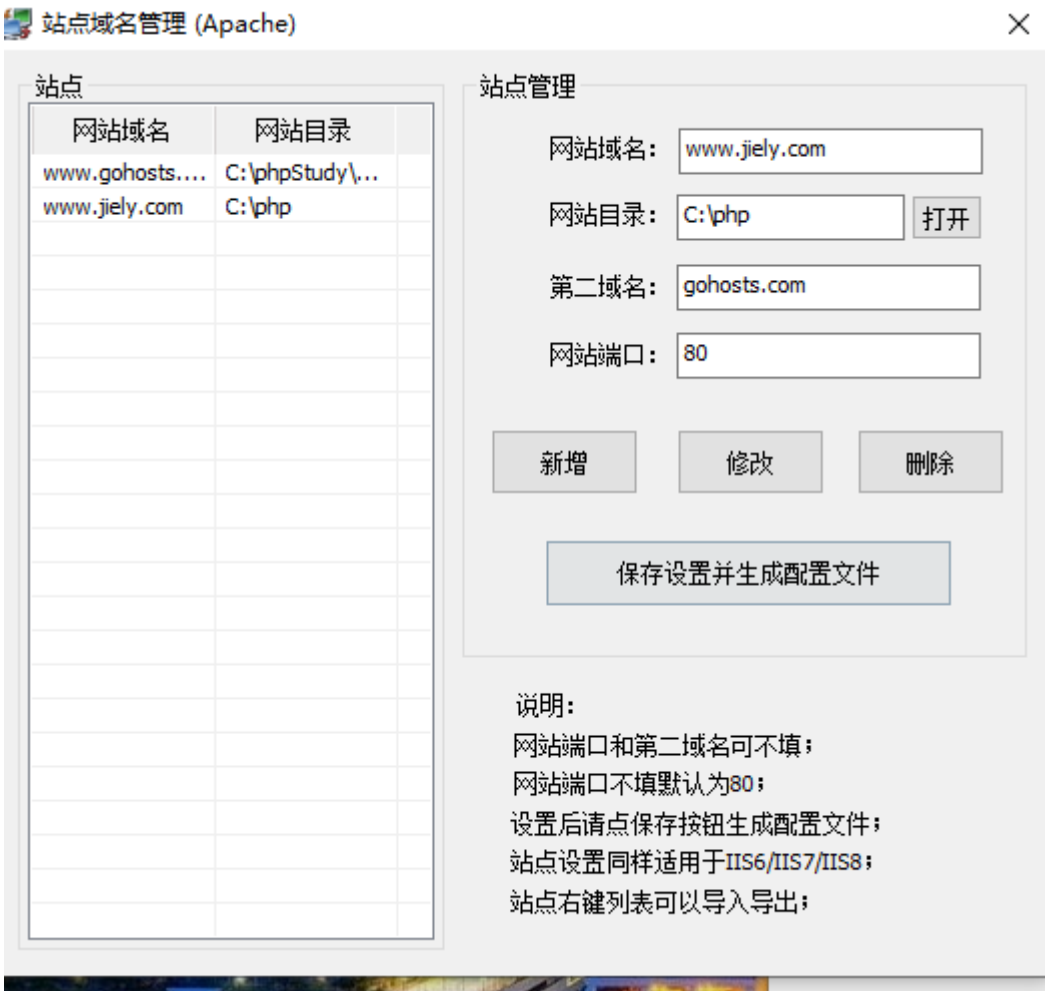 站点域名管理 (Apache)
站点
网站域名 网站目录
www.gohosts.... C:\phpStudy\...
www.jiely.com C:\php
站点管理
网站域名： www.jiely.com
网站目录： C:\php 打开
第二域名： gohosts.com
网站端口： 80
新增 修改 删除
保存设置并生成配置文件
说明：
网站端口和第二域名可不填；
网站端口不填默认为80；
设置后请点保存按钮生成配置文件；
站点设置同样适用于IIS6/IIS7/IIS8；
站点右键列表可以导入导出；